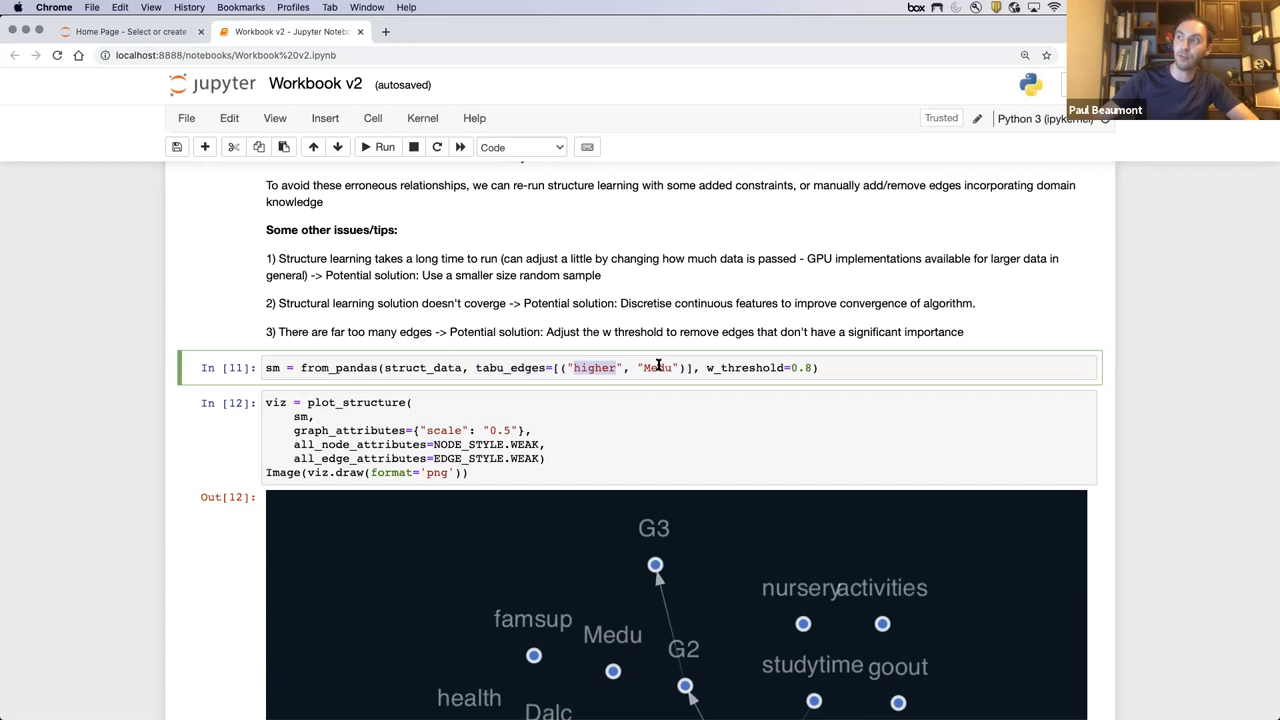 Chrome File Edit View History Bookmarks Profiles Tab Window Help
box
Home Page - Select or create
Workbook v2 - Jupyter Notebo
localhost:8888/notebooks/Workbook%20v2.ipynb
Paul Beaumont
jupyter Workbook v2 (autosaved)
File Edit View Insert Cell Kernel Help
Trusted
Python 3 (ipykernel)
Run
Code
To avoid these erroneous relationships, we can re-run structure learning with some added constraints, or manually add/remove edges incorporating domain
knowledge
Some other issues/tips:
1) Structure learning takes a long time to run (can adjust a little by changing how much data is passed - GPU implementations available for larger data in
general) -> Potential solution: Use a smaller size random sample
2) Structural learning solution doesn't coverge -> Potential solution: Discretise continuous features to improve convergence of algorithm.
3) There are far too many edges -> Potential solution: Adjust the w threshold to remove edges that don't have a significant importance
In [11]: sm = from_pandas(struct_data, tabu_edges=[("higher", "Medu")], w_threshold=0.8)
In [12]: viz = plot_structure(
sm,
graph_attributes={"scale": "0.5"},
all_node_attributes=NODE_STYLE.WEAK,
all_edge_attributes=EDGE_STYLE.WEAK)
Image(viz.draw(format='png'))
Out[12]:
G3
nursery activities
famsup
Medu
G2
studytime goout
health
Dalc